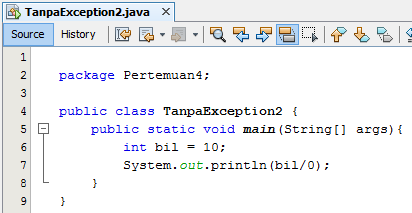 TanpaException2.java
Source History
1
2 package Pertemuan4;
3
4 public class TanpaException2 {
5 public static void main(String[] args){
6 int bil = 10;
7 System.out.println(bil/0);
8 }
9 }